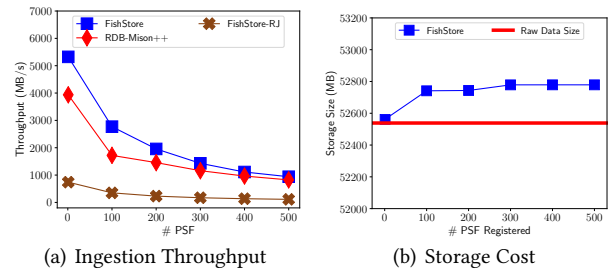 FishStore
RDB-Mison++
FishStore-RJ
Throughput (MB/s)
7000
6000
5000
4000
3000
2000
1000
0
0 100 200 300 400 500
# PSF
(a) Ingestion Throughput
FishStore
Raw Data Size
Storage Size (MB)
53200
53000
52800
52600
52400
52200
52000
0 100 200 300 400 500
# PSF Registered
(b) Storage Cost